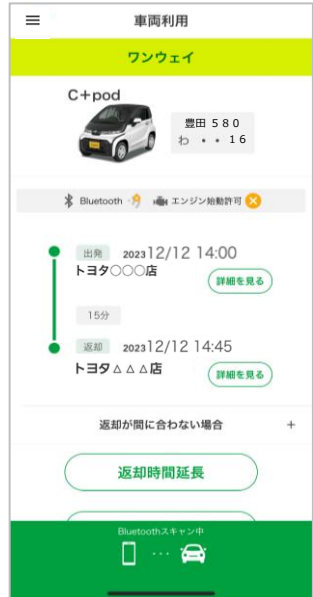 車両利用
ワンウェイ
C+pod
豊田 580
わ ・・16
Bluetooth
エンジン始動許可
出発 2023 12/12 14:00
トヨタ○○○店
詳細を見る
15分
返却 2023 12/12 14:45
トヨタ△△△店
詳細を見る
返却が間に合わない場合 +
返却時間延長
Bluetoothスキャン中